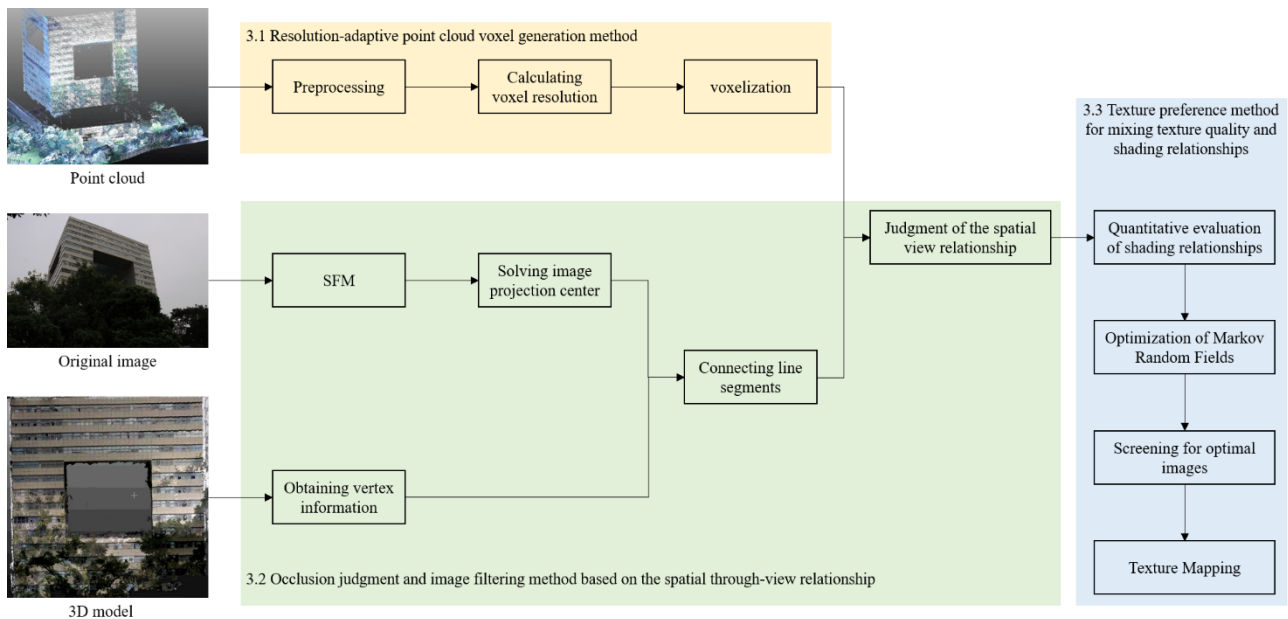 3.1 Resolution-adaptive point cloud voxel generation method
Preprocessing
Calculating
voxel resolution
voxelization
Point cloud
3.3 Texture preference method
for mixing texture quality and
shading relationships
Original image
SFM
Solving image
projection center
Judgment of the spatial
view relationship
Quantitative evaluation
of shading relationships
Connecting line
segments
Optimization of Markov
Random Fields
Screening for optimal
images
3D model
Obtaining vertex
information
3.2 Occlusion judgment and image filtering method based on the spatial through-view relationship
Texture Mapping